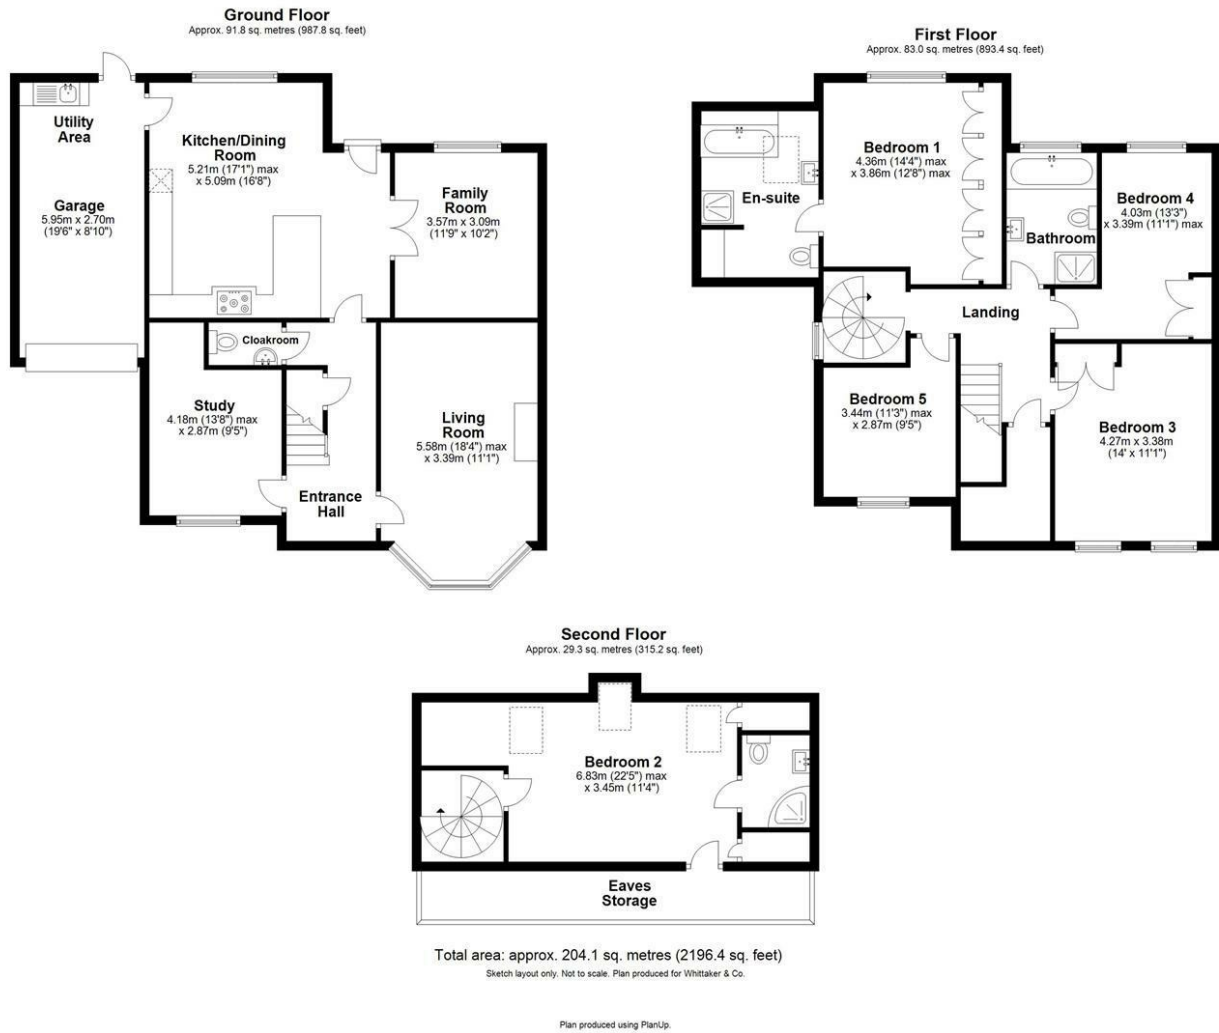 Ground Floor
Approx. 91.8 sq. metres (987.8 sq. feet)
Utility
Area
Kitchen/Dining
Room
5.21m (17'1") max
x 5.09m (16'8")
Garage
5.95m x 2.70m
(19'6" x 8'10")
Family
Room
3.57m x 3.09m
(11'9" x 10'2")
Cloakroom
Study
4.18m (13'8") max
x 2.87m (9'5")
Living
Room
5.58m (18'4") max
x 3.39m (11'1")
Entrance
Hall
First Floor
Approx. 83.0 sq. metres (893.4 sq. feet)
Bedroom 1
4.36m (14'4") max
x 3.86m (12'8") max
En-suite
Bedroom 4
4.03m (13'3")
x 3.39m (11'1") max
Bathroom
Landing
Bedroom 5
3.44m (11'3") max
x 2.87m (9'5")
Bedroom 3
4.27m x 3.38m
(14' x 11'1")
Second Floor
Approx. 29.3 sq. metres (315.2 sq. feet)
Bedroom 2
6.83m (22'5") max
x 3.45m (11'4")
Eaves
Storage
Total area: approx. 204.1 sq. metres (2196.4 sq. feet)
Sketch layout only. Not to scale. Plan produced for Whittaker & Co.
Plan produced using PlanUp.